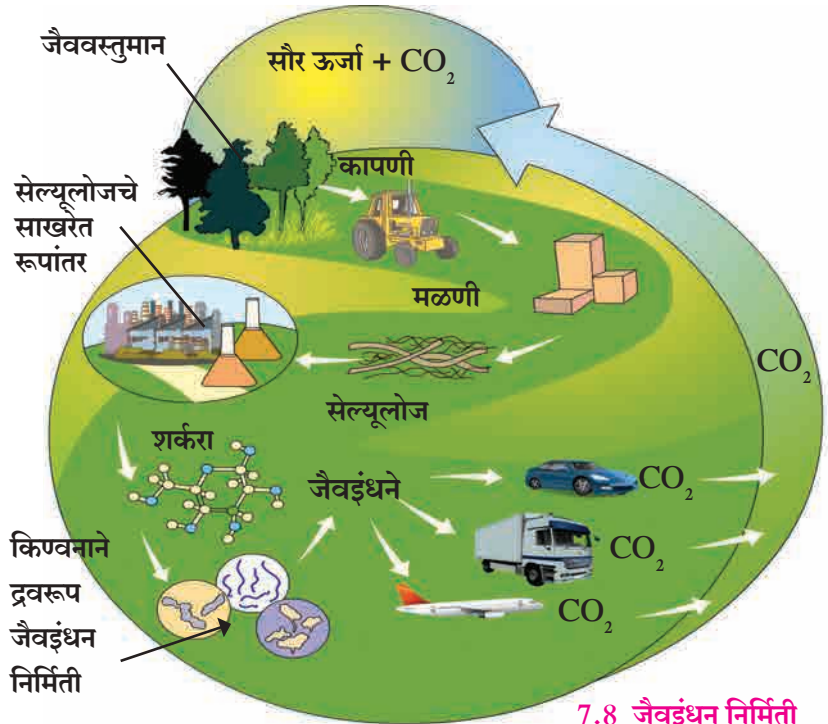 जैववस्तुमान
सौर ऊर्जा + CO₂
कापणी
सेल्यूलोजचे
साखरेत
रूपांतर
मळणी
CO₂
सेल्यूलोज
शर्करा
जैवइंधने
CO₂
किण्वनाने
द्रवरूप
जैवइंधन
निर्मिती
CO₂
CO₂
7.8 जैवइंधन निर्मिती